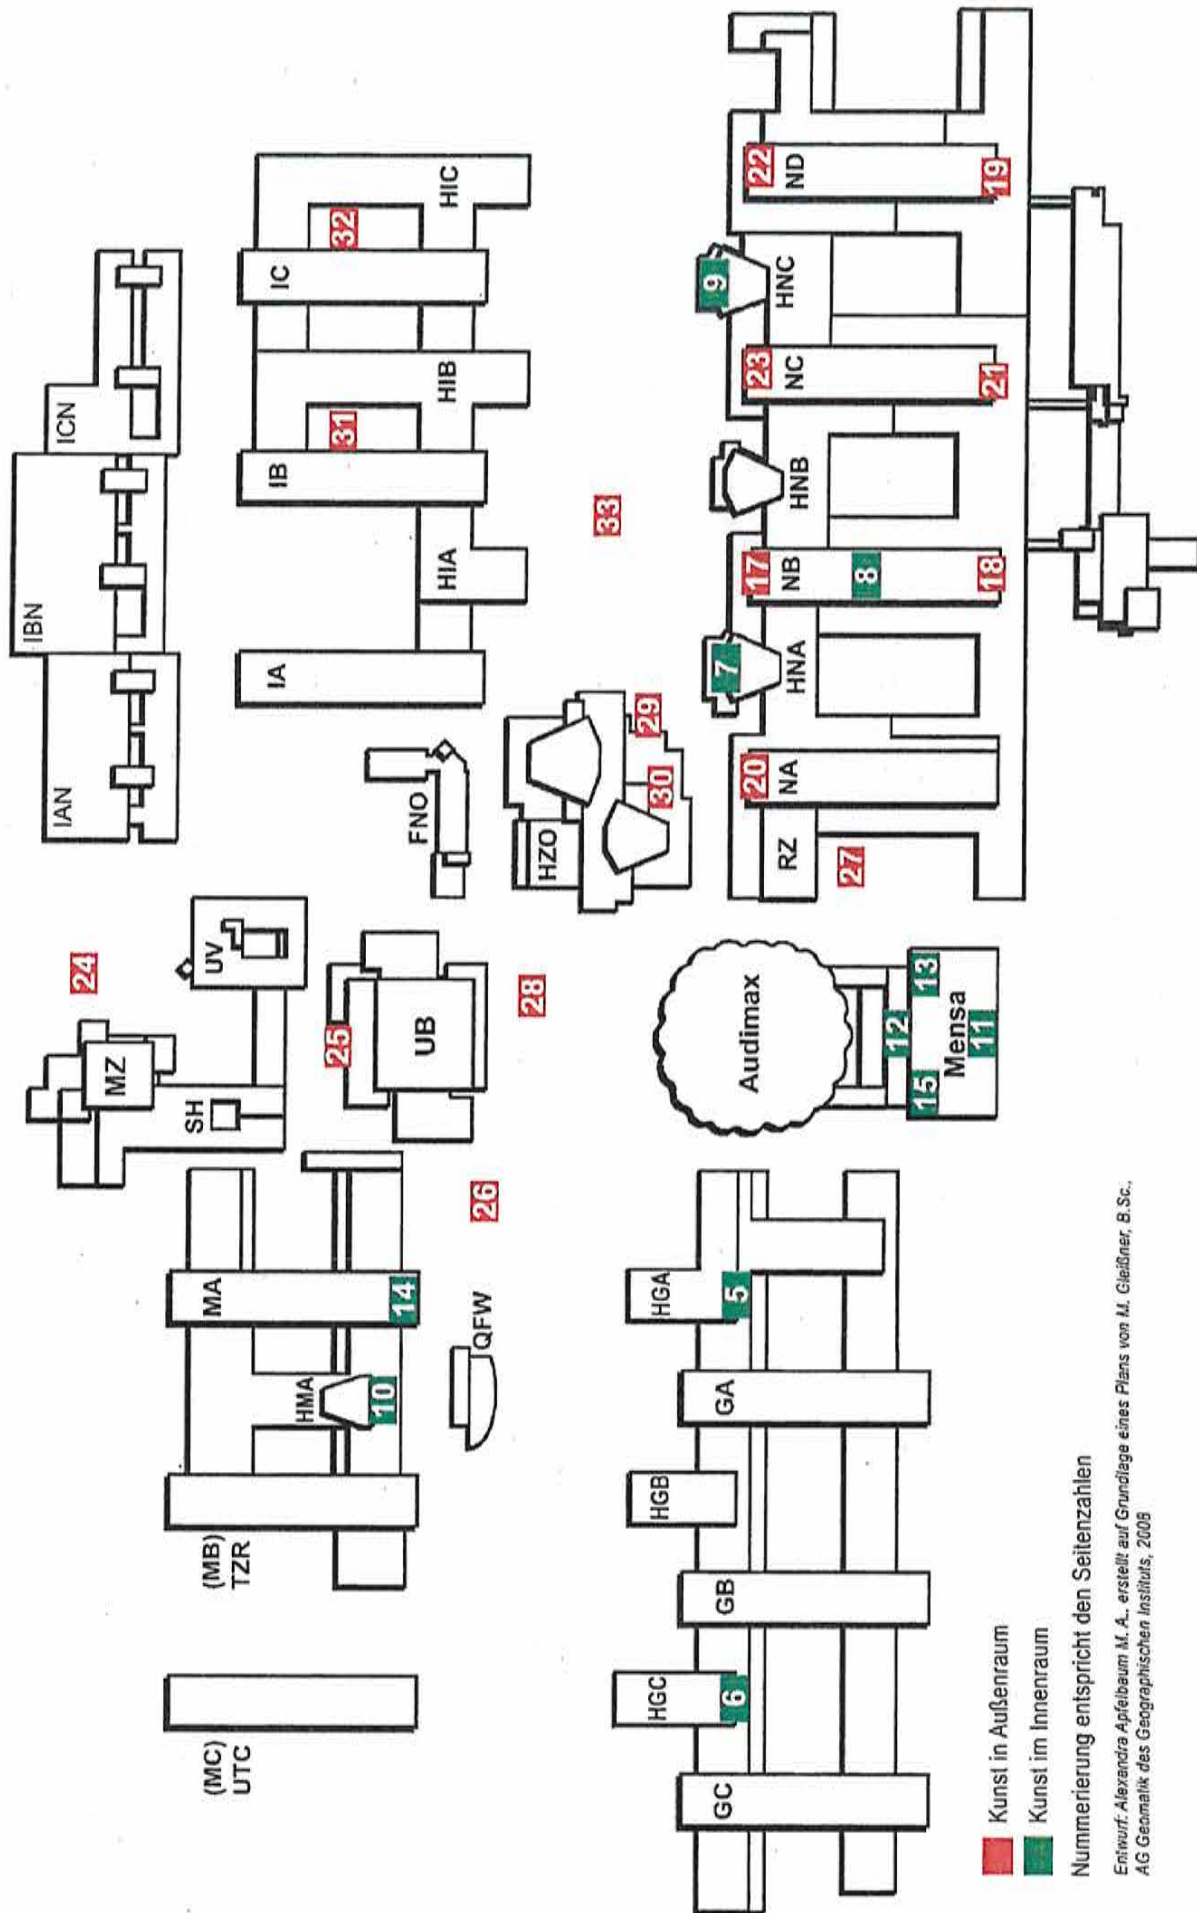 IAN
IBN
ICN
24
MZ
UV
SH
25
UB
28
FNO
IA
IB
31
IC
32
HIA
HIB
HIC
33
(MC)
UTC
(MB)
TZR
HMA
10
MA
14
QFW
26
HZO
29
30
HGC
6
HGB
HGA
5
GC
GB
GA
Audimax
15
12
13
Mensa
11
RZ
27
20
NA
7
HNA
17
NB
8
18
HNB
23
NC
21
9
HNC
22
ND
19
Kunst in Außenraum
Kunst im Innenraum
Nummerierung entspricht den Seitenzahlen
Entwurf: Alexandra Apfelbaum M. A., erstellt auf Grundlage eines Plans von M. Gleißner, B.Sc.,
AG Geomatik des Geographischen Instituts, 2008